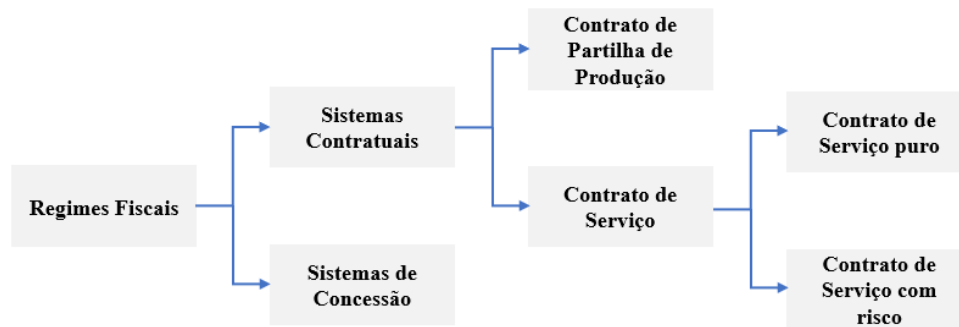 Contrato de
Partilha de
Produção
Sistemas
Contratuais
Contrato de
Serviço puro
Regimes Fiscais
Contrato de
Serviço
Sistemas de
Concessão
Contrato de
Serviço com
risco